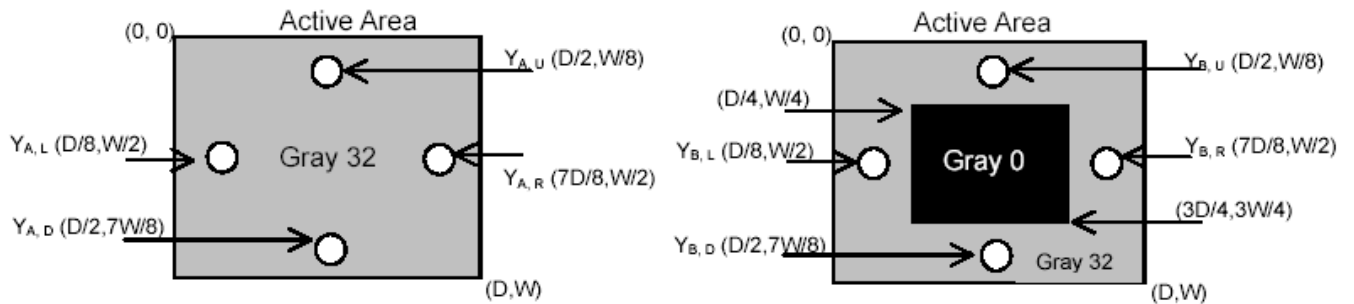 Active Area
(0, 0)
Y_A, U (D/2,W/8)
Y_A, L (D/8,W/2)
Gray 32
Y_A, R (7D/8,W/2)
Y_A, D (D/2,7W/8)
(D,W)
Active Area
(0, 0)
Y_B, U (D/2,W/8)
(D/4,W/4)
Y_B, L (D/8,W/2)
Gray 0
Y_B, R (7D/8,W/2)
(3D/4,3W/4)
Y_B, D (D/2,7W/8)
Gray 32
(D,W)